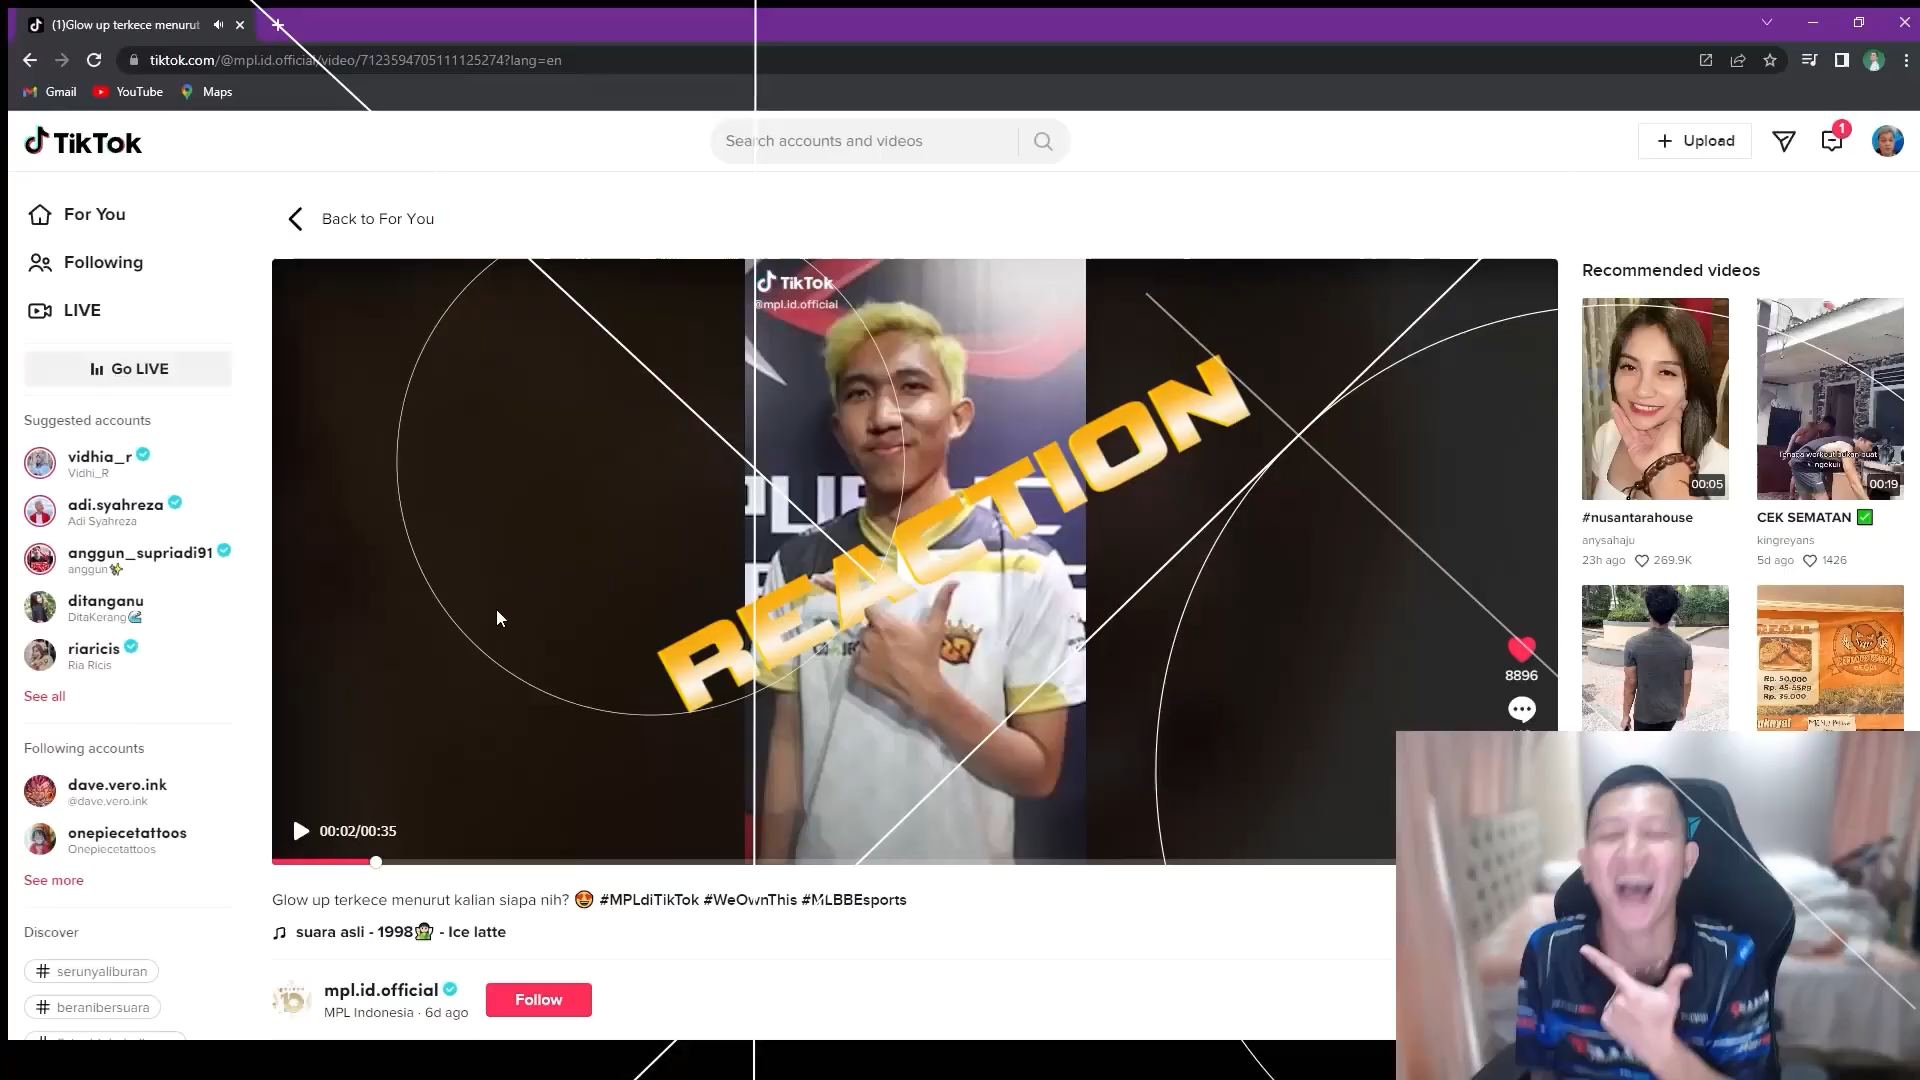 (1)Glow up terkece menurut
tiktok.com/@mpl.id.official/video/7123594705111125274?lang=en
Gmail
YouTube
Maps
TikTok
Search accounts and videos
Upload
1
For You
Following
LIVE
Go LIVE
Suggested accounts
vidhia_r
Vidhi_R
adi.syahreza
Adi Syahreza
anggun_supriadi91
anggun✨
ditanganu
DitaKerang🌊
riaricis
Ria Ricis
See all
Following accounts
dave.vero.ink
@dave.vero.ink
onepiecetattoos
Onepiecetattoos
See more
Discover
# serunyaliburan
# beranibersuara
Back to For You
TikTok
@mpl.id.official
REACTION
8896
00:02/00:35
Glow up terkece menurut kalian siapa nih? 😍 #MPLdiTikTok #WeOwnThis #MLBBEsports
suara asli - 1998🧝 - Ice latte
mpl.id.official
MPL Indonesia · 6d ago
Follow
Recommended videos
00:05
#nusantarahouse
anysahaju
23h ago
269.9K
00:19
CEK SEMATAN ✅
kingreyans
5d ago
1426
Rp. 50,000